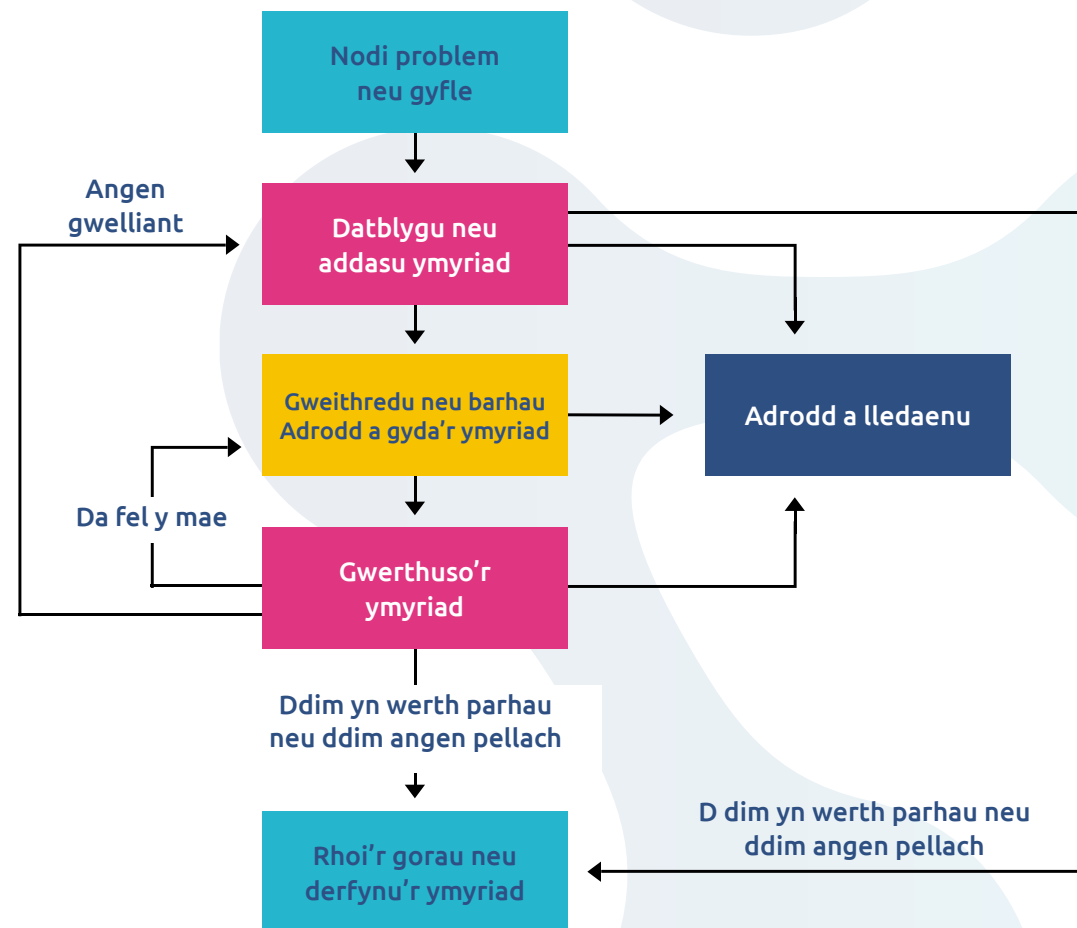 Nodi problem
neu gyfle
Angen
gwelliant
Datblygu neu
addasu ymyriad
Gweithredu neu barhau
Adrodd a gyda'r ymyriad
Adrodd a lledaenu
Da fel y mae
Gwerthuso'r
ymyriad
Ddim yn werth parhau
neu ddim angen pellach
D dim yn werth parhau neu
ddim angen pellach
Rhoi'r gorau neu
derfynu'r ymyriad